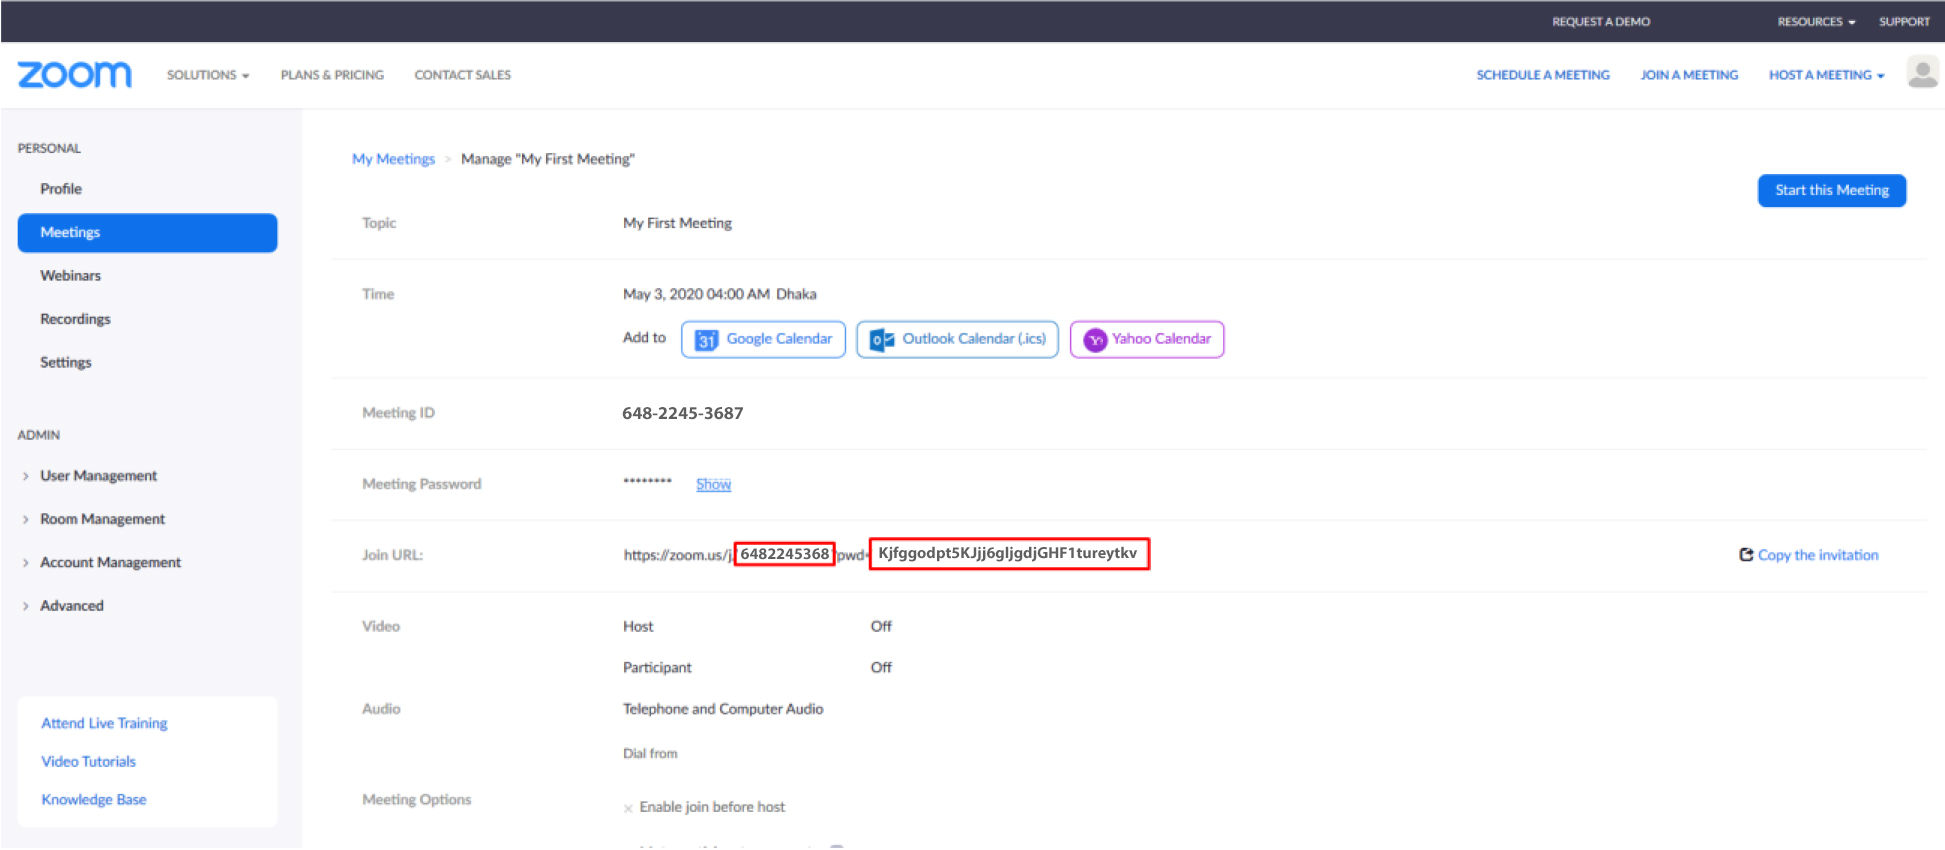 REQUEST A DEMO RESOURCES SUPPORT
zoom SOLUTIONS PLANS & PRICING CONTACT SALES SCHEDULE A MEETING JOIN A MEETING HOST A MEETING
PERSONAL
Profile
Meetings
Webinars
Recordings
Settings
ADMIN
> User Management
> Room Management
> Account Management
> Advanced
Attend Live Training
Video Tutorials
Knowledge Base
My Meetings > Manage "My First Meeting"
Start this Meeting
Topic My First Meeting
Time May 3, 2020 04:00 AM Dhaka
Add to 31 Google Calendar Outlook Calendar (.ics) Yahoo Calendar
Meeting ID 648-2245-3687
Meeting Password ******** Show
Join URL: https://zoom.us/j/ 6482245368 ?pwd= Kjfggodpt5KJjj6gljgdjGHF1tureytkv Copy the invitation
Video Host Off
Participant Off
Audio Telephone and Computer Audio
Dial from
Meeting Options × Enable join before host